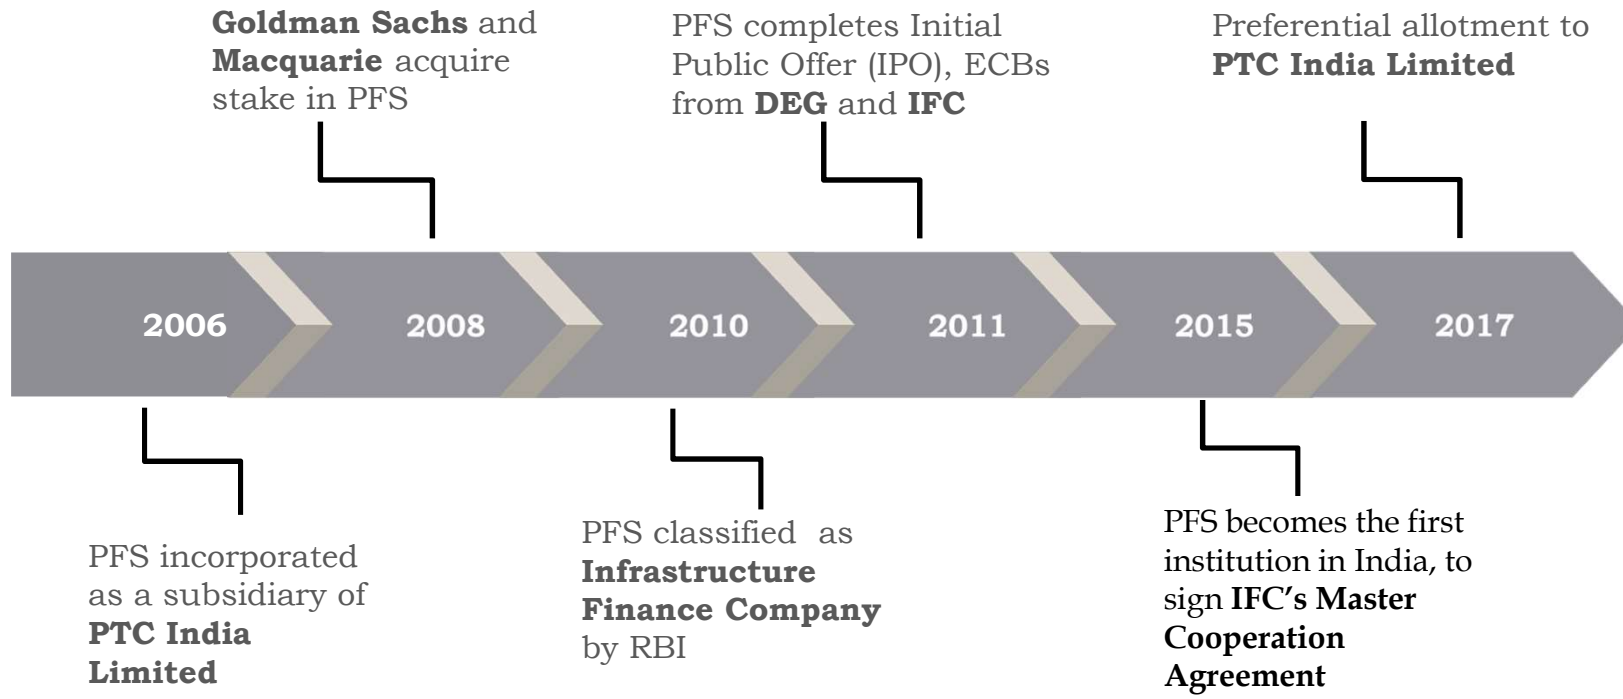 Goldman Sachs and
Macquarie acquire
stake in PFS
PFS completes Initial
Public Offer (IPO), ECBs
from DEG and IFC
Preferential allotment to
PTC India Limited
2006
2008
2010
2011
2015
2017
PFS incorporated
as a subsidiary of
PTC India
Limited
PFS classified as
Infrastructure
Finance Company
by RBI
PFS becomes the first
institution in India, to
sign IFC’s Master
Cooperation
Agreement